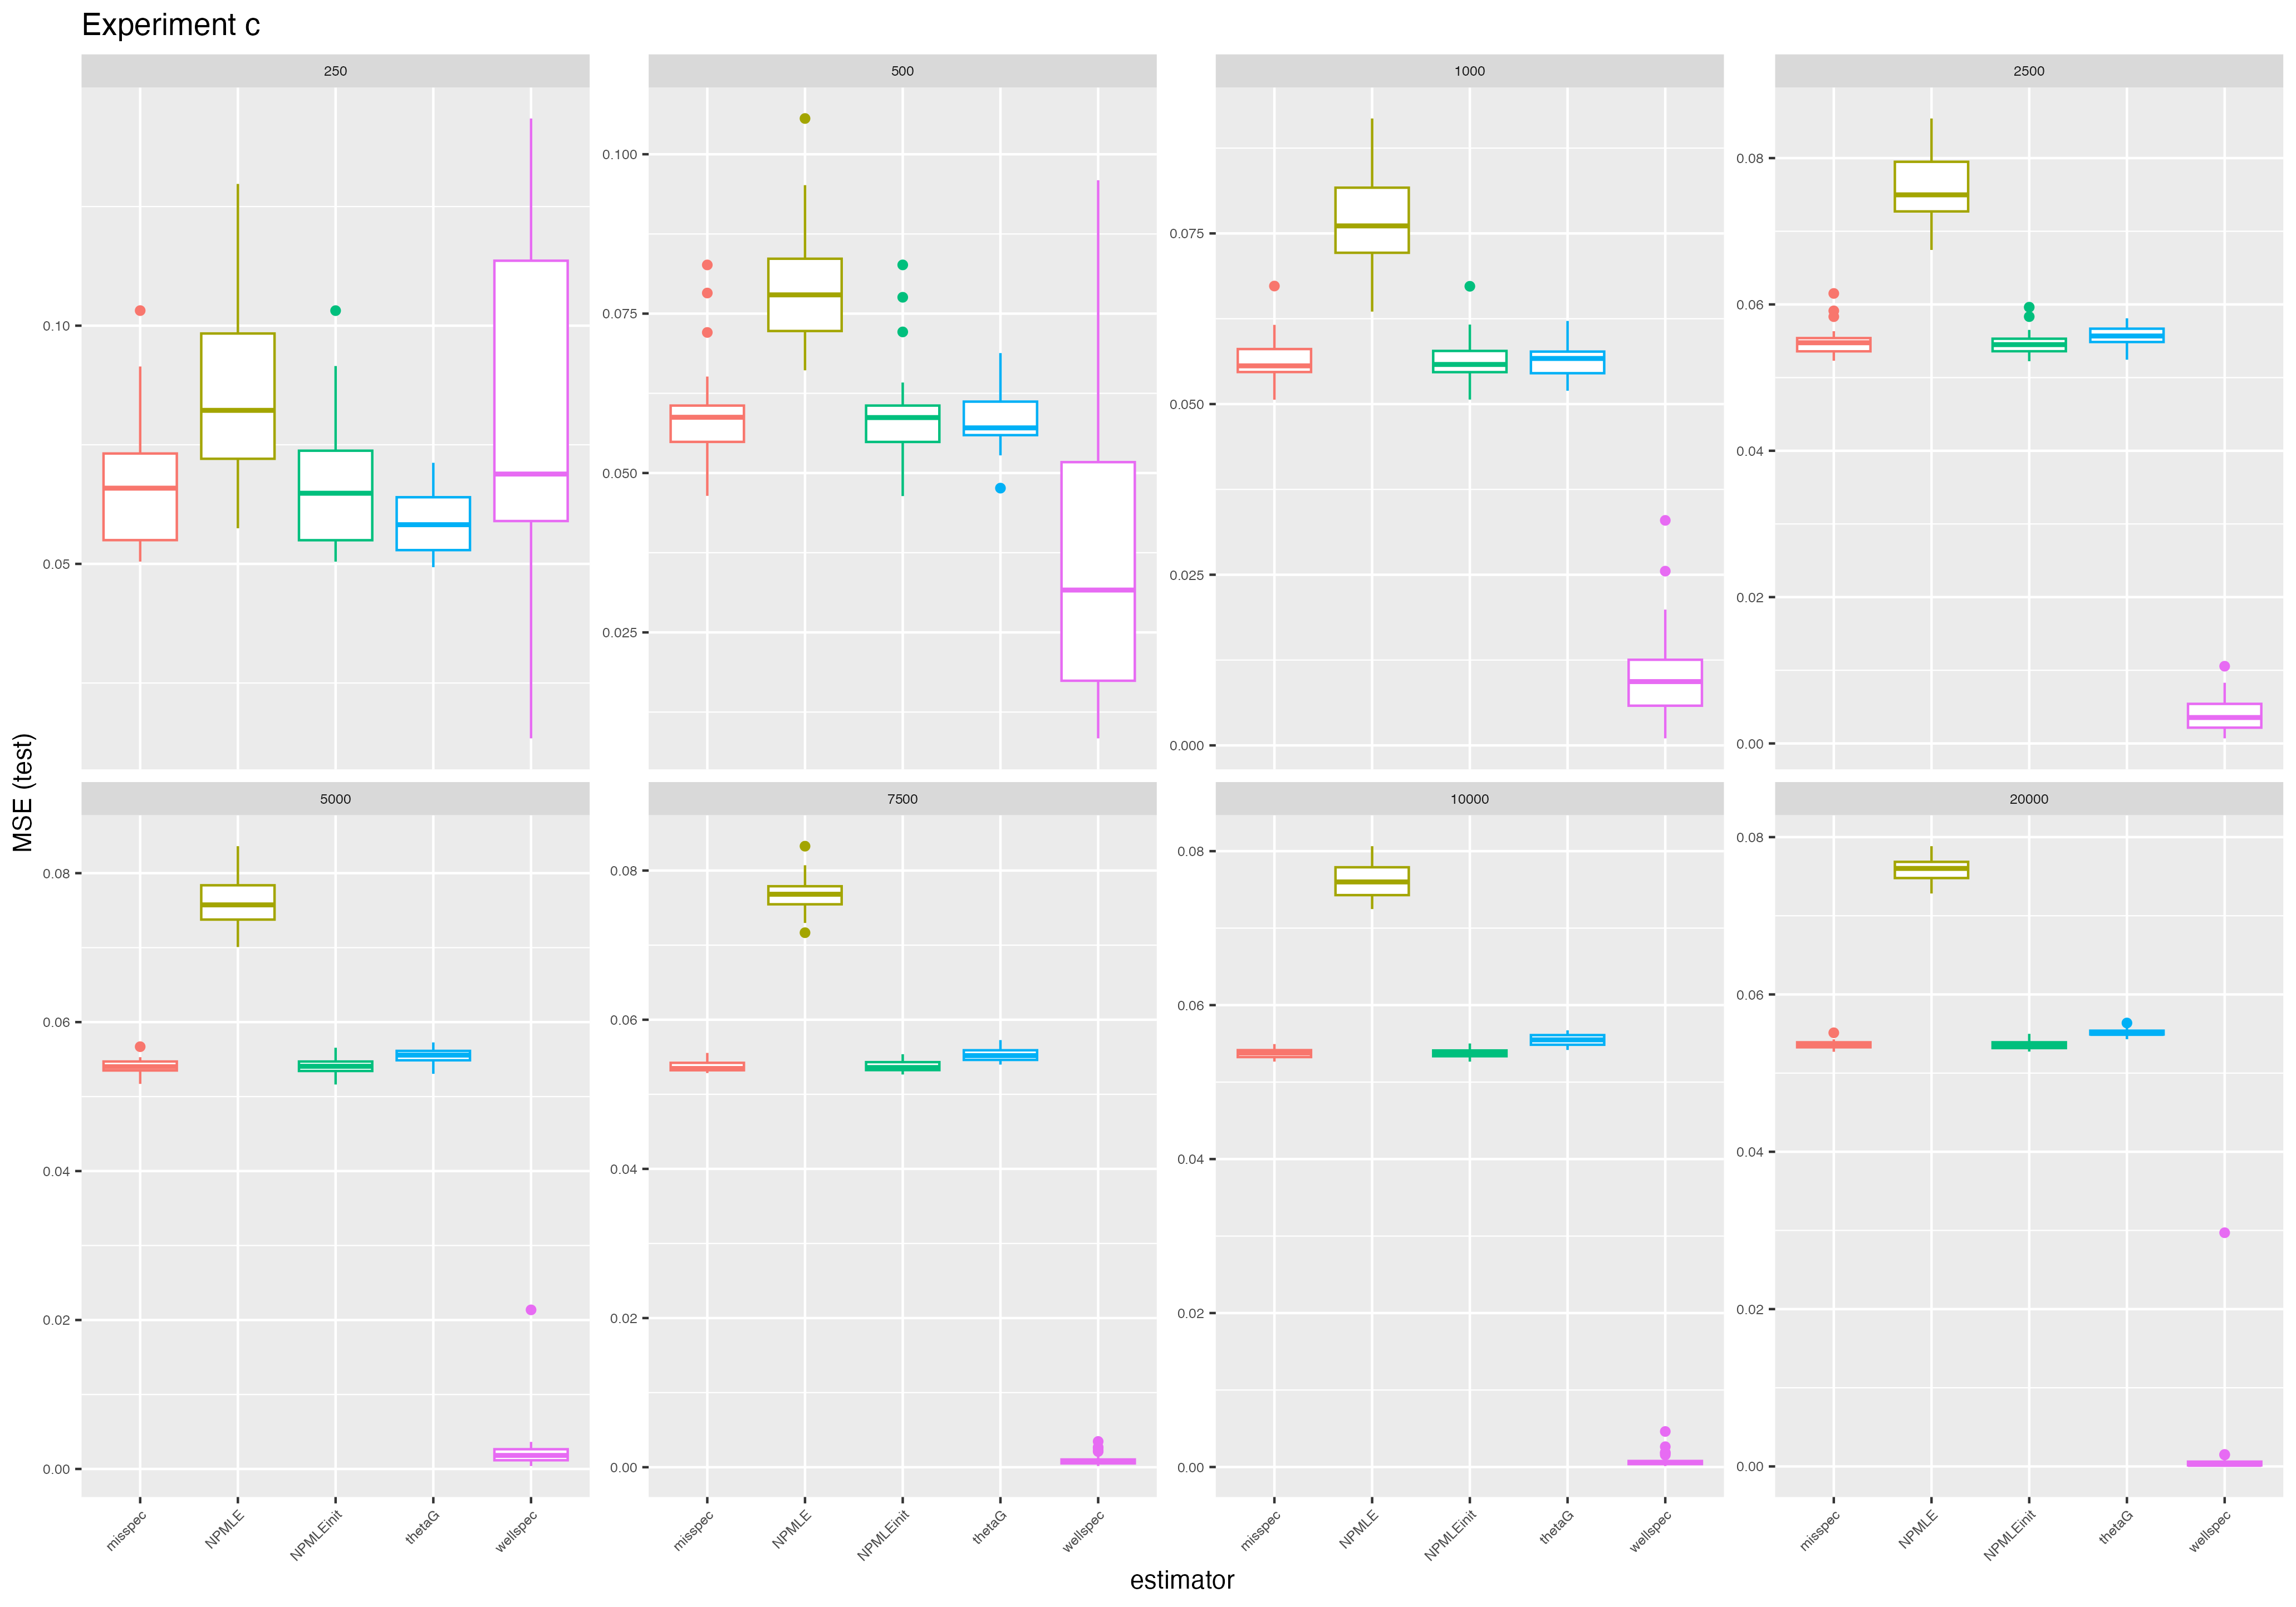 Experiment c
250
500
1000
2500
0.10
0.05
0.100
0.075
0.050
0.025
0.075
0.050
0.025
0.000
0.08
0.06
0.04
0.02
0.00
MSE (test)
5000
7500
10000
20000
0.08
0.06
0.04
0.02
0.00
0.08
0.06
0.04
0.02
0.00
0.08
0.06
0.04
0.02
0.00
0.08
0.06
0.04
0.02
0.00
misspec
NPMLE
NPMLEinit
thetaG
wellspec
misspec
NPMLE
NPMLEinit
thetaG
wellspec
misspec
NPMLE
NPMLEinit
thetaG
wellspec
misspec
NPMLE
NPMLEinit
thetaG
wellspec
estimator